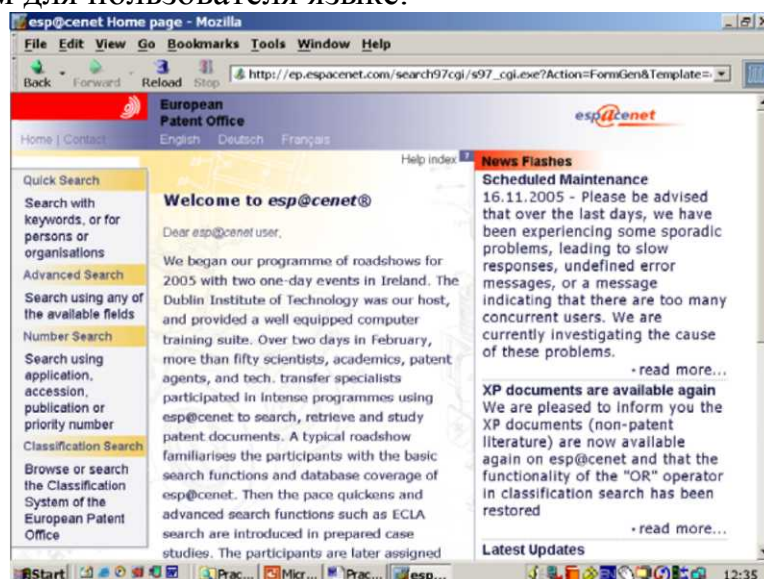 для пользователя языке.
esp@cenet Home page - Mozilla
File Edit View Go Bookmarks Tools Window Help
Back Forward Reload Stop
http://ep.espacenet.com/search97cgi/s97_cgi.exe?Action=FormGen&Template=
European
Patent Office
esp@cenet
Home | Contact
English Deutsch Français
Help index ?
Quick Search
Search with
keywords, or for
persons or
organisations
Advanced Search
Search using any of
the available fields
Number Search
Search using
application,
accession,
publication or
priority number
Classification Search
Browse or search
the Classification
System of the
European Patent
Office
Welcome to esp@cenet®
Dear esp@cenet user,
We began our programme of roadshows for
2005 with two one-day events in Ireland. The
Dublin Institute of Technology was our host,
and provided a well equipped computer
training suite. Over two days in February,
more than fifty scientists, academics, patent
agents, and tech. transfer specialists
participated in intense programmes using
esp@cenet to search, retrieve and study
patent documents. A typical roadshow
familiarises the participants with the basic
search functions and database coverage of
esp@cenet. Then the pace quickens and
advanced search functions such as ECLA
search are introduced in prepared case
studies. The participants are later assigned
News Flashes
Scheduled Maintenance
16.11.2005 - Please be advised
that over the last days, we have
been experiencing some sporadic
problems, leading to slow
responses, undefined error
messages, or a message
indicating that there are too many
concurrent users. We are
currently investigating the cause
of these problems.
read more...
XP documents are available again
We are pleased to inform you the
XP documents (non-patent
literature) are now available
again on esp@cenet and that the
functionality of the "OR" operator
in classification search has been
restored
read more...
Latest Updates
Start Prac... Micr... Prac... esp... EN 12:35